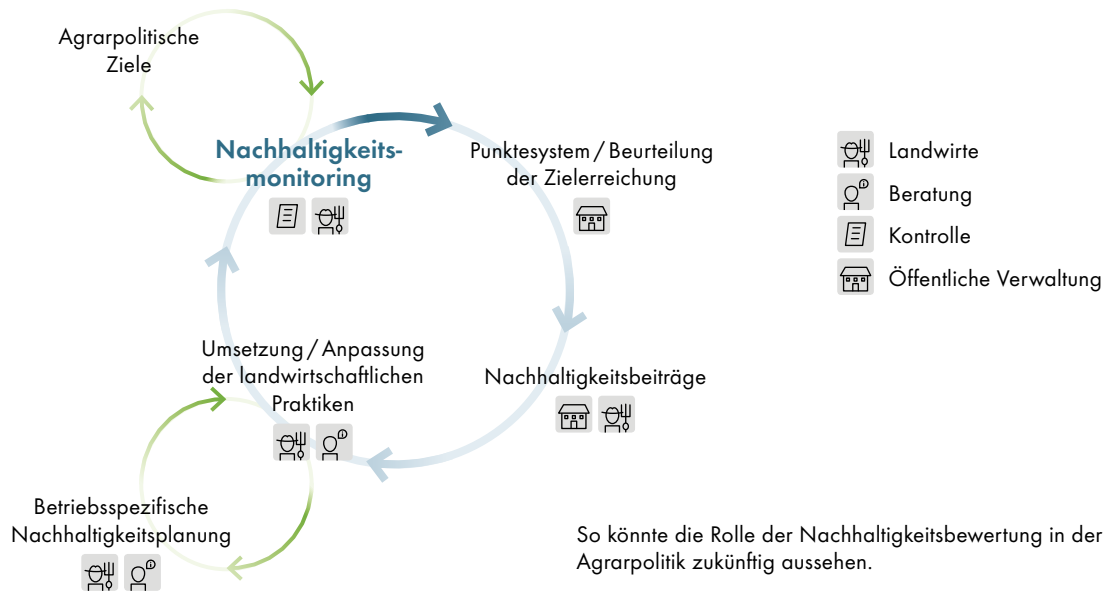 Agrarpolitische
Ziele
Nachhaltigkeits-
monitoring
Punktesystem / Beurteilung
der Zielerreichung
Landwirte
Beratung
Kontrolle
Öffentliche Verwaltung
Umsetzung / Anpassung
der landwirtschaftlichen
Praktiken
Nachhaltigkeitsbeiträge
Betriebsspezifische
Nachhaltigkeitsplanung
So könnte die Rolle der Nachhaltigkeitsbewertung in der
Agrarpolitik zukünftig aussehen.